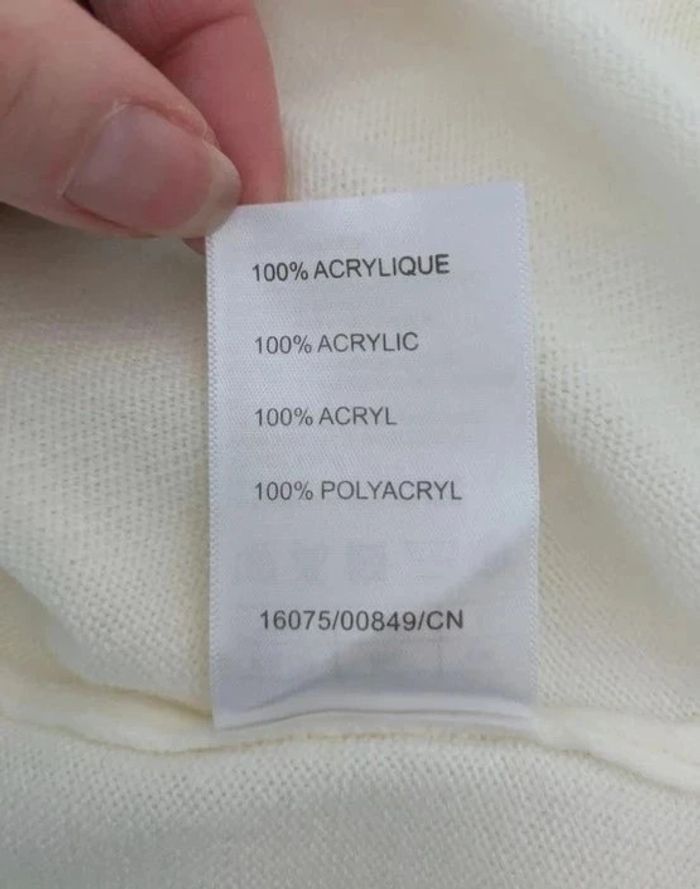 100% ACRYLIQUE
100% ACRYLIC
100% ACRYL
100% POLYACRYL
16075/00849/CN